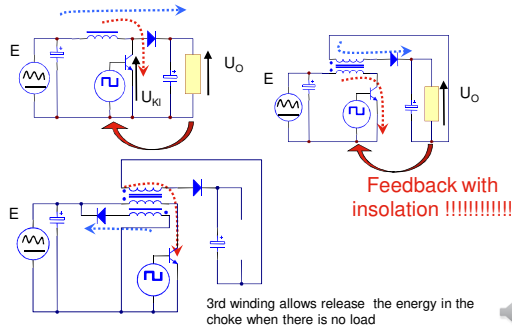 E
U_KI
U_O
E
U_O
Feedback with
insolation !!!!!!!!!!!!
E
3rd winding allows release the energy in the
choke when there is no load